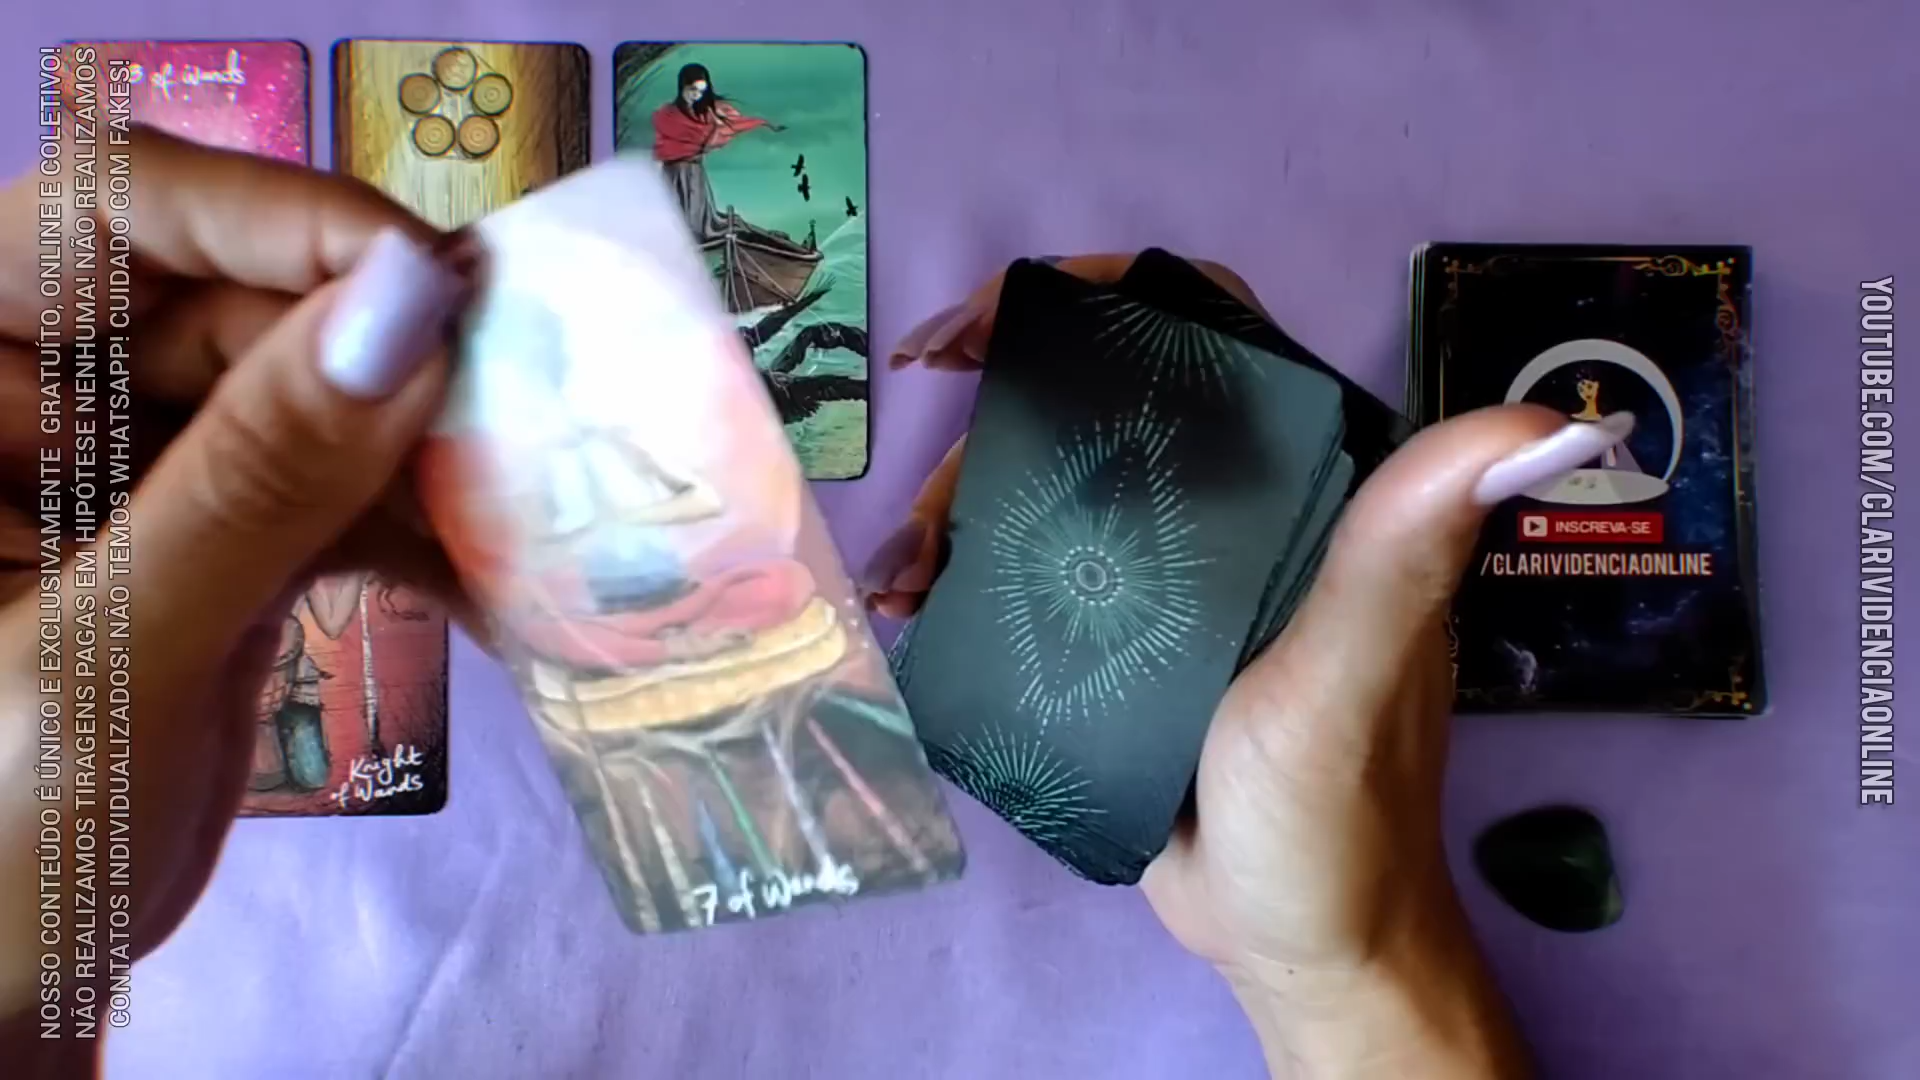 NOSSO CONTEÚDO É ÚNICO E EXCLUSIVAMENTE GRATUÍTO, ONLINE E COLETIVO!
NÃO REALIZAMOS TIRAGENS PAGAS EM HIPÓTESE NENHUMA! NÃO REALIZAMOS
CONTATOS INDIVIDUALIZADOS! NÃO TEMOS WHATSAPP! CUIDADO COM FAKES!
3 of Wands
Knight
of Wands
7 of Wands
INSCREVA-SE
/CLARIVIDENCIAONLINE
YOUTUBE.COM/CLARIVIDENCIAONLINE